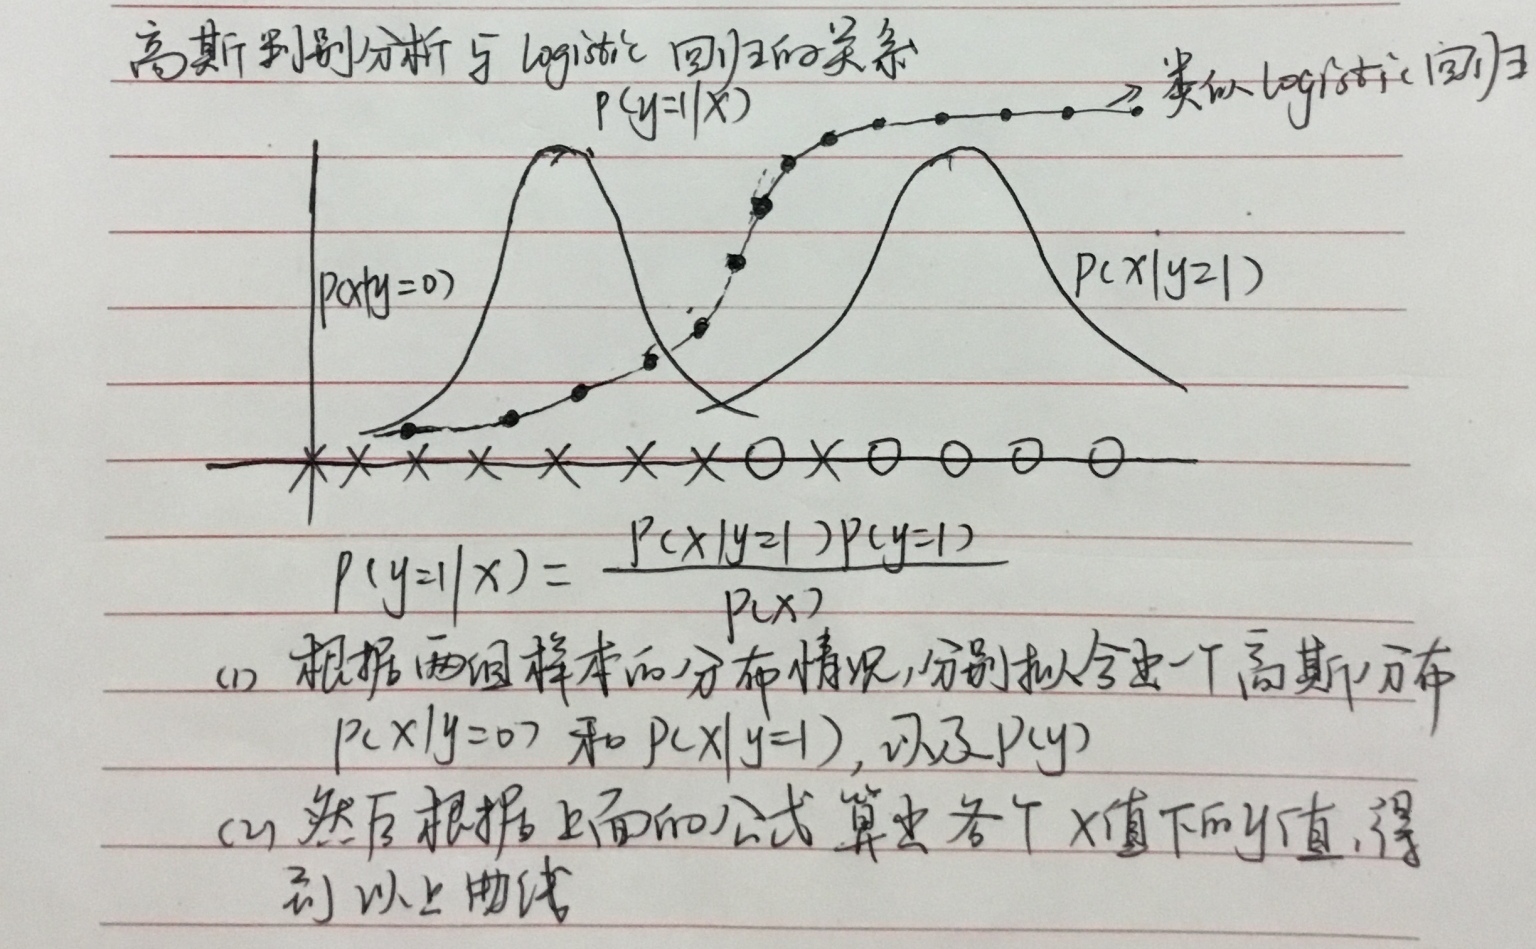 高斯判别分析与logistic回归的关系
类似logistic回归
P(y=1|X)
P(x|y=0)
P(X|y=1)
P(y=1|X) = P(X|y=1)P(y=1)
P(X)
(1) 根据两组样本的分布情况,分别拟合出一个高斯分布
P(X|y=0) 和 P(X|y=1), 以及P(y)
(2) 然后根据上面的公式算出各个X值下的y值,得
到以上曲线